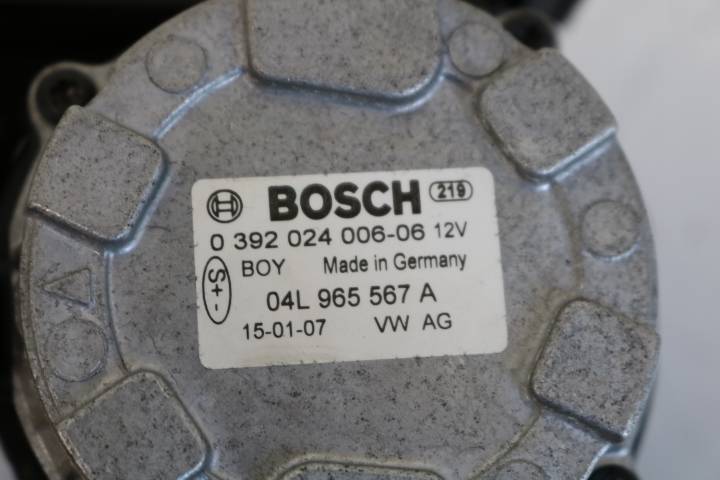 BOSCH 219
0 392 024 006-06 12V
S+- BOY Made in Germany
04L 965 567 A
15-01-07 VW AG